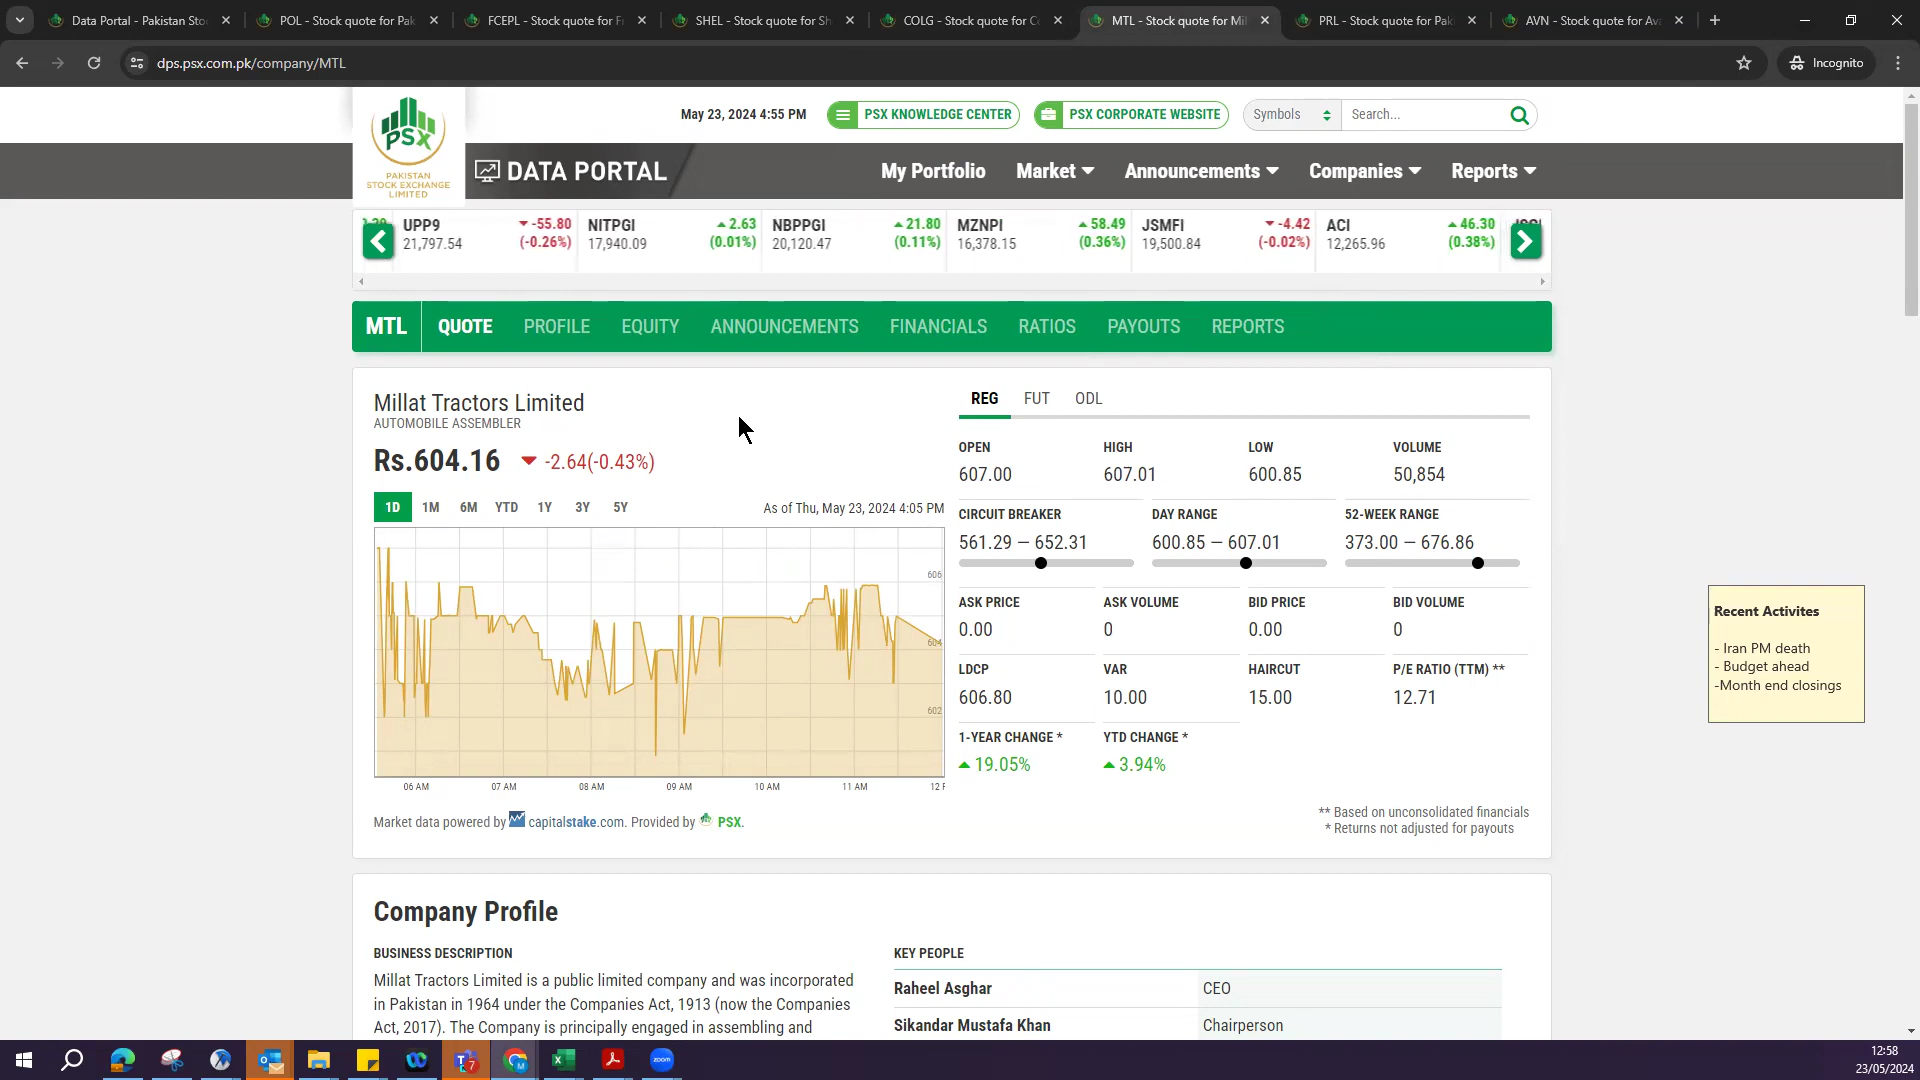 Data Portal - Pakistan Sto
POL - Stock quote for Pak
FCEPL - Stock quote for F
SHEL - Stock quote for Sh
COLG - Stock quote for C
MTL - Stock quote for Mil
PRL - Stock quote for Pak
AVN - Stock quote for Ava
dps.psx.com.pk/company/MTL
Incognito
PSX
PAKISTAN
STOCK EXCHANGE
LIMITED
May 23, 2024 4:55 PM
PSX KNOWLEDGE CENTER
PSX CORPORATE WEBSITE
Symbols
Search...
DATA PORTAL
My Portfolio
Market
Announcements
Companies
Reports
UPP9 -55.80
21,797.54 (-0.26%)
NITPGI 2.63
17,940.09 (0.01%)
NBPPGI 21.80
20,120.47 (0.11%)
MZNPI 58.49
16,378.15 (0.36%)
JSMFI -4.42
19,500.84 (-0.02%)
ACI 46.30
12,265.96 (0.38%)
MTL QUOTE PROFILE EQUITY ANNOUNCEMENTS FINANCIALS RATIOS PAYOUTS REPORTS
Millat Tractors Limited
AUTOMOBILE ASSEMBLER
Rs.604.16 -2.64(-0.43%)
1D 1M 6M YTD 1Y 3Y 5Y
As of Thu, May 23, 2024 4:05 PM
606
604
602
06 AM 07 AM 08 AM 09 AM 10 AM 11 AM 12 P
Market data powered by capitalstake.com. Provided by PSX.
REG FUT ODL
OPEN HIGH LOW VOLUME
607.00 607.01 600.85 50,854
CIRCUIT BREAKER DAY RANGE 52-WEEK RANGE
561.29 — 652.31 600.85 — 607.01 373.00 — 676.86
ASK PRICE ASK VOLUME BID PRICE BID VOLUME
0.00 0 0.00 0
LDCP VAR HAIRCUT P/E RATIO (TTM) **
606.80 10.00 15.00 12.71
1-YEAR CHANGE * YTD CHANGE *
19.05% 3.94%
** Based on unconsolidated financials
* Returns not adjusted for payouts
Recent Activites
- Iran PM death
- Budget ahead
-Month end closings
Company Profile
BUSINESS DESCRIPTION
Millat Tractors Limited is a public limited company and was incorporated
in Pakistan in 1964 under the Companies Act, 1913 (now the Companies
Act, 2017). The Company is principally engaged in assembling and
KEY PEOPLE
Raheel Asghar CEO
Sikandar Mustafa Khan Chairperson
7
M
zoom
12:58
23/05/2024